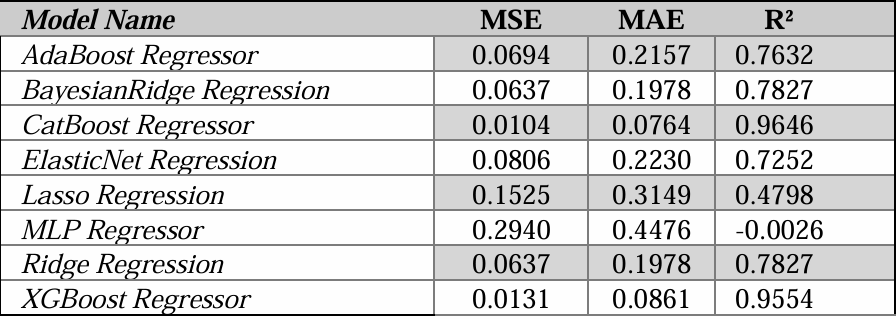 Model Name MSE MAE R²
AdaBoost Regressor 0.0694 0.2157 0.7632
BayesianRidge Regression 0.0637 0.1978 0.7827
CatBoost Regressor 0.0104 0.0764 0.9646
ElasticNet Regression 0.0806 0.2230 0.7252
Lasso Regression 0.1525 0.3149 0.4798
MLP Regressor 0.2940 0.4476 -0.0026
Ridge Regression 0.0637 0.1978 0.7827
XGBoost Regressor 0.0131 0.0861 0.9554